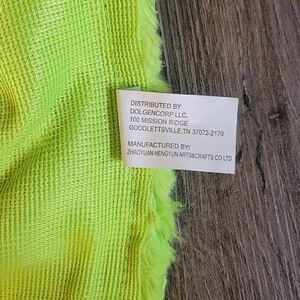 DISTRIBUTED BY
DOLGENCORP LLC.
100 MISSION RIDGE
GOODLETTSVILLE,TN 37072-2170
MANUFACTURED BY:
ZHAOYUAN HENGYUN ARTS&CRAFTS CO LTD